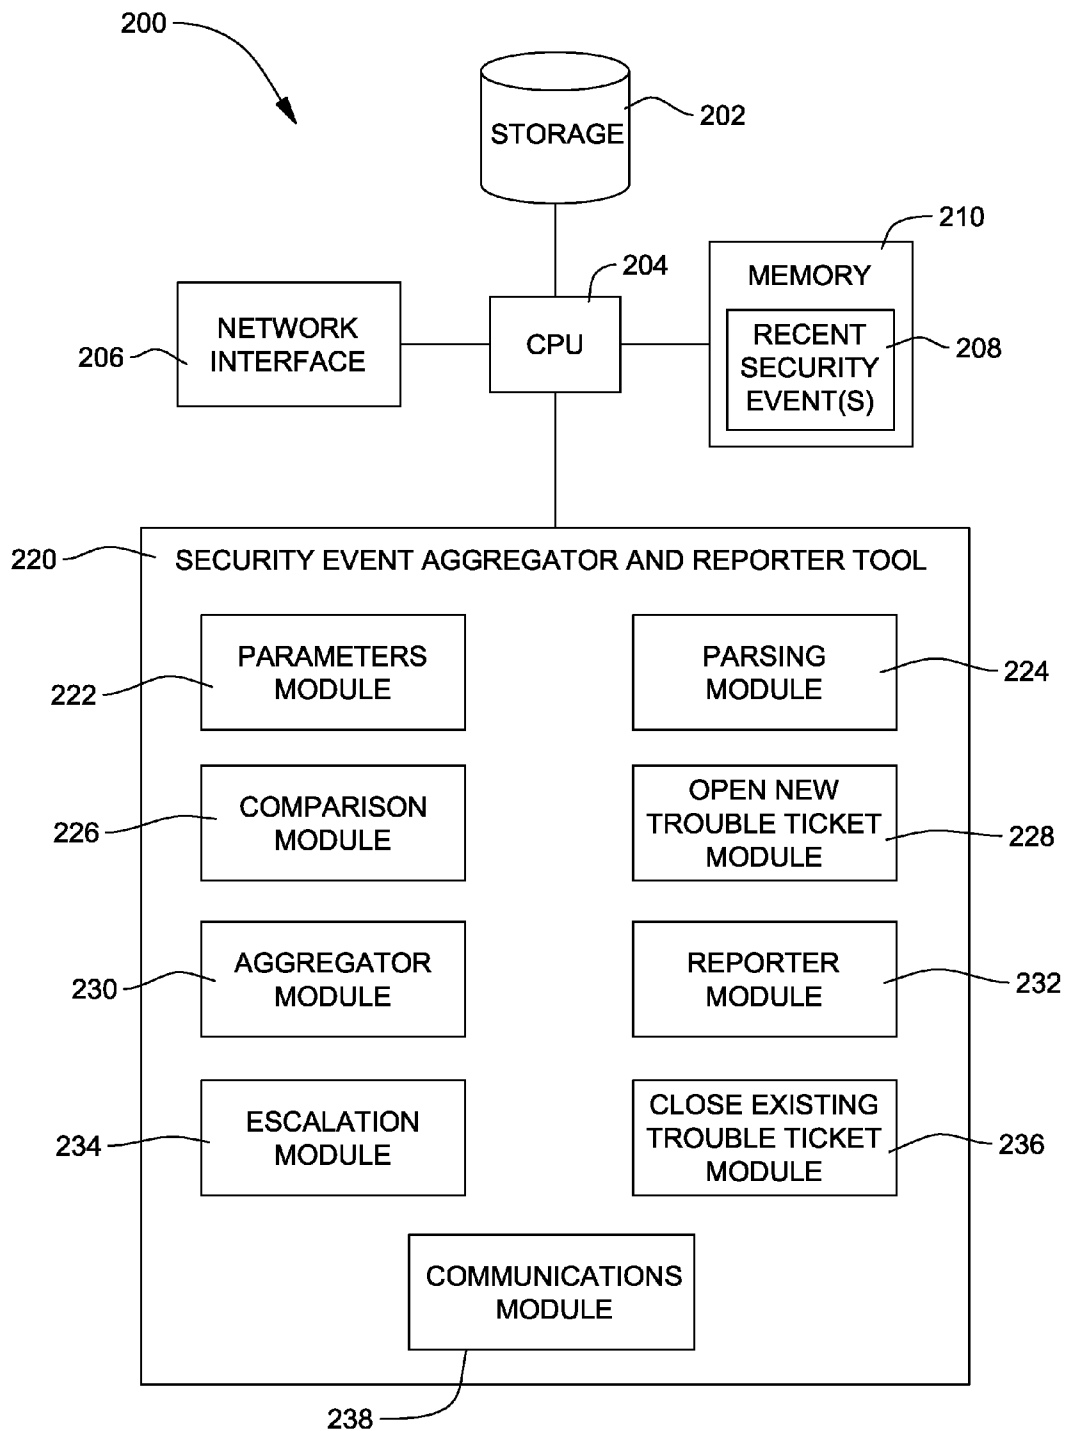 200
STORAGE
202
210
204
MEMORY
NETWORK
INTERFACE
206
CPU
RECENT
SECURITY
EVENT(S)
208
220
SECURITY EVENT AGGREGATOR AND REPORTER TOOL
PARAMETERS
MODULE
222
PARSING
MODULE
224
COMPARISON
MODULE
226
OPEN NEW
TROUBLE TICKET
MODULE
228
AGGREGATOR
MODULE
230
REPORTER
MODULE
232
ESCALATION
MODULE
234
CLOSE EXISTING
TROUBLE TICKET
MODULE
236
COMMUNICATIONS
MODULE
238